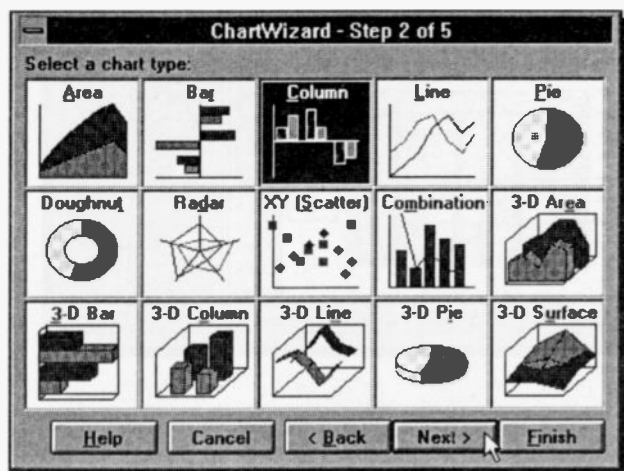 ChartWizard - Step 2 of 5
Select a chart type:
Area Bar Column Line Pie
Doughnut Radar XY (Scatter) Combination 3-D Area
3-D Bar 3-D Column 3-D Line 3-D Pie 3-D Surface
Help Cancel < Back Next > Finish